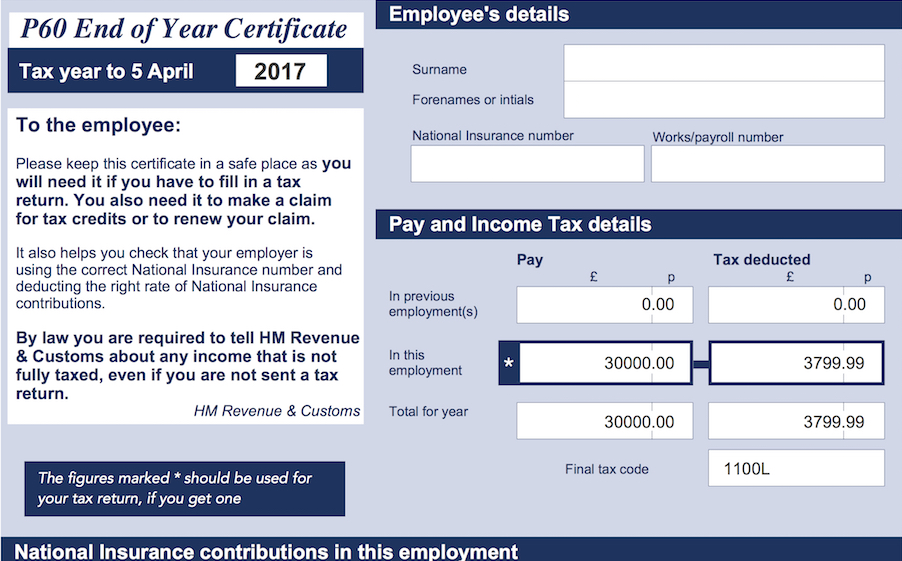 P60 End of Year Certificate
Tax year to 5 April 2017
To the employee:
Please keep this certificate in a safe place as you
will need it if you have to fill in a tax
return. You also need it to make a claim
for tax credits or to renew your claim.
It also helps you check that your employer is
using the correct National Insurance number and
deducting the right rate of National Insurance
contributions.
By law you are required to tell HM Revenue
& Customs about any income that is not
fully taxed, even if you are not sent a tax
return.
HM Revenue & Customs
The figures marked * should be used for
your tax return, if you get one
Employee's details
Surname
Forenames or intials
National Insurance number Works/payroll number
Pay and Income Tax details
Pay Tax deducted
£ p £ p
In previous
employment(s) 0.00 0.00
In this
employment * 30000.00 3799.99
Total for year 30000.00 3799.99
Final tax code 1100L
National Insurance contributions in this employment